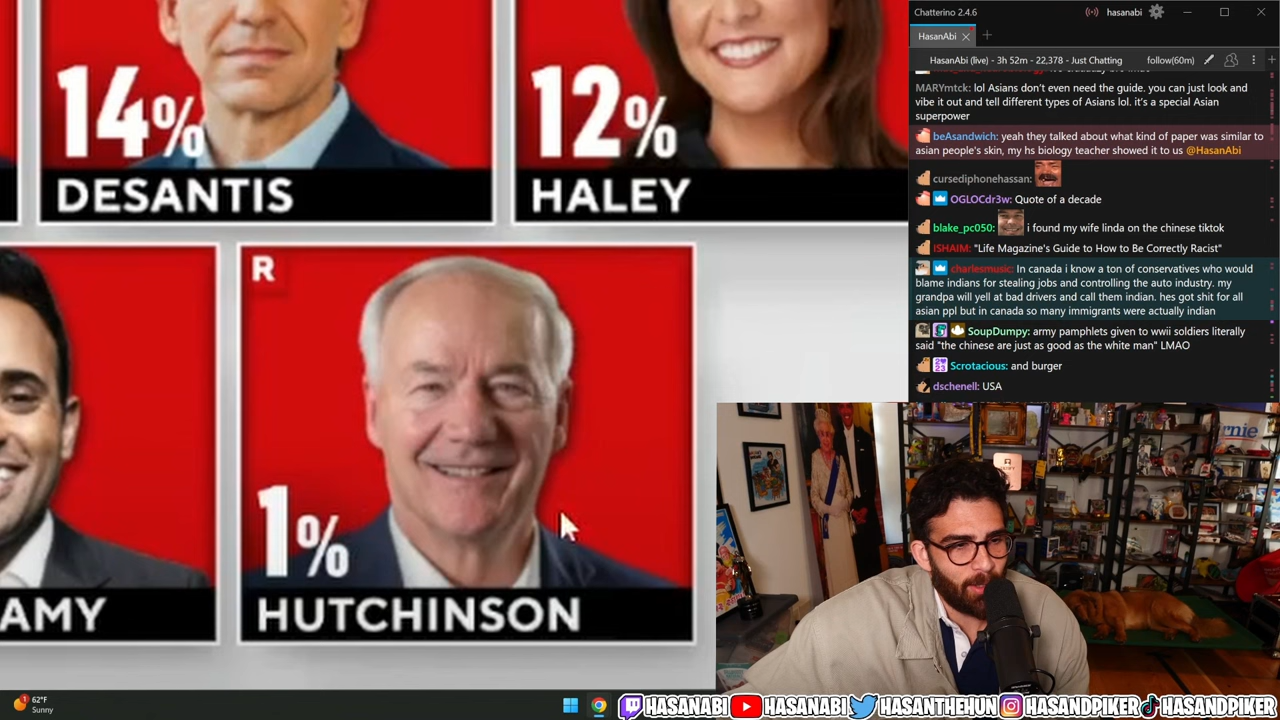 14%
DESANTIS
12%
HALEY
AMY
R
1%
HUTCHINSON
Chatterino 2.4.6
hasanabi
HasanAbi
HasanAbi (live) - 3h 52m - 22,378 - Just Chatting
follow(60m)
MARYmtck: lol Asians don't even need the guide. you can just look and
vibe it out and tell different types of Asians lol. it's a special Asian
superpower
beAsandwich: yeah they talked about what kind of paper was similar to
asian people's skin, my hs biology teacher showed it to us @HasanAbi
cursediphonehassan:
OGLOCdr3w: Quote of a decade
blake_pc050: i found my wife linda on the chinese tiktok
ISHAIM: "Life Magazine's Guide to How to Be Correctly Racist"
charlesmusic: In canada i know a ton of conservatives who would
blame indians for stealing jobs and controlling the auto industry. my
grandpa will yell at bad drivers and call them indian. hes got shit for all
asian ppl but in canada so many immigrants were actually indian
SoupDumpy: army pamphlets given to wwii soldiers literally
said "the chinese are just as good as the white man" LMAO
Scrotacious: and burger
dschenell: USA
rnie
1
62°F
Sunny
HASANABI
HASANABI
HASANTHEHUN
HASANDPIKER
HASANDPIKER